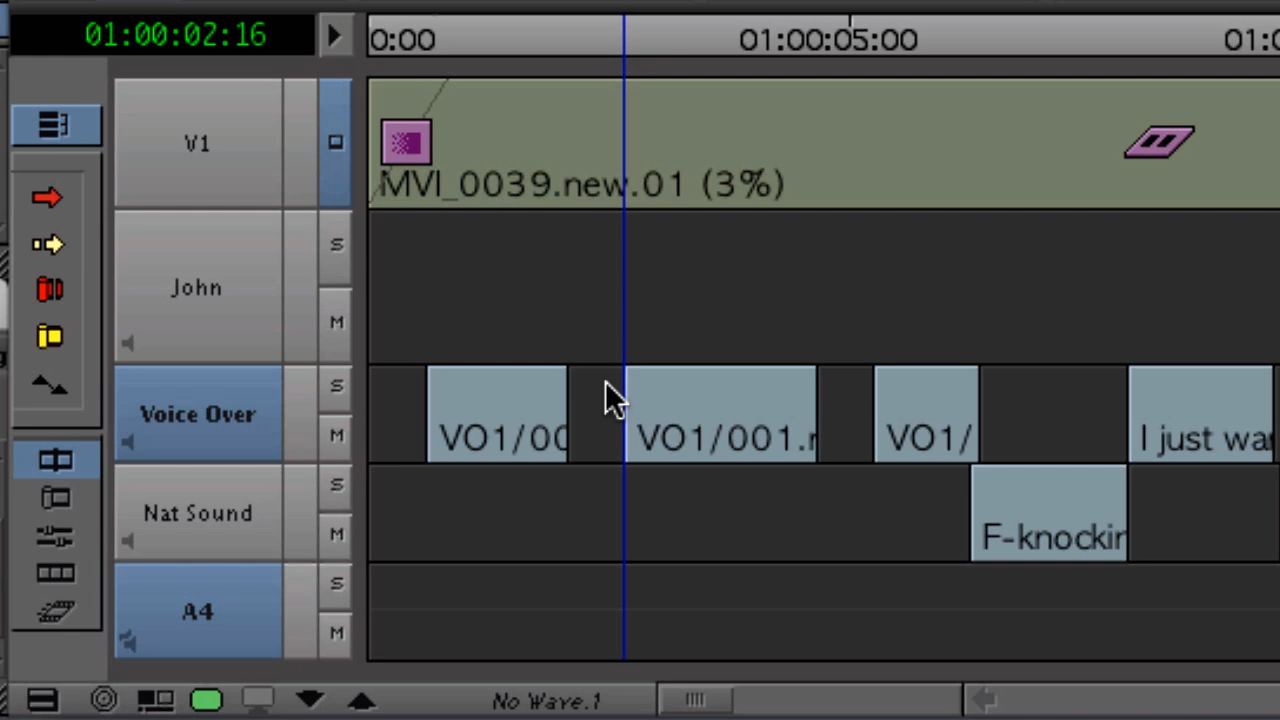 01:00:02:16
0:00 01:00:05:00 01:0
V1
MVI_0039.new.01 (3%)
John
S
M
Voice Over
S
M
VO1/00 VO1/001.r VO1/ I just wa
Nat Sound
S
M
F-knockin
A4
S
M
No Wave.1